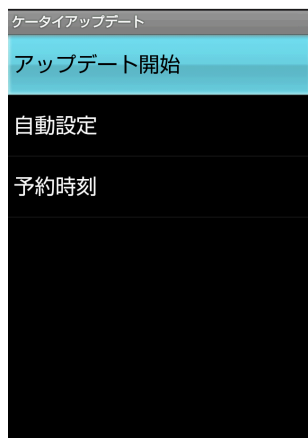 ケータイアップデート
アップデート開始
自動設定
予約時刻